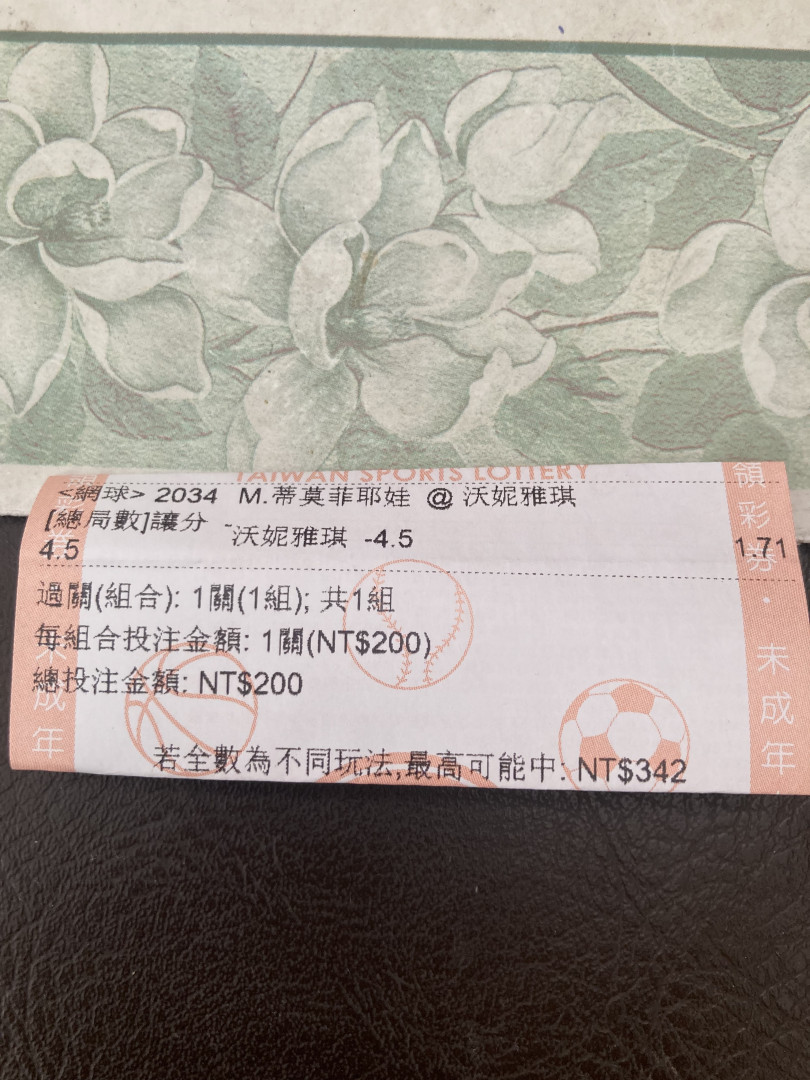 TAIWAN SPORTS LOTTERY
<網球> 2034 M.蒂莫菲耶娃 @ 沃妮雅琪
[總局數]讓分 沃妮雅琪 -4.5
4.5 1.71
過關(組合): 1關(1組); 共1組
每組合投注金額: 1關(NT$200)
總投注金額: NT$200
若全數為不同玩法,最高可能中: NT$342
領彩券・未成年
未成年